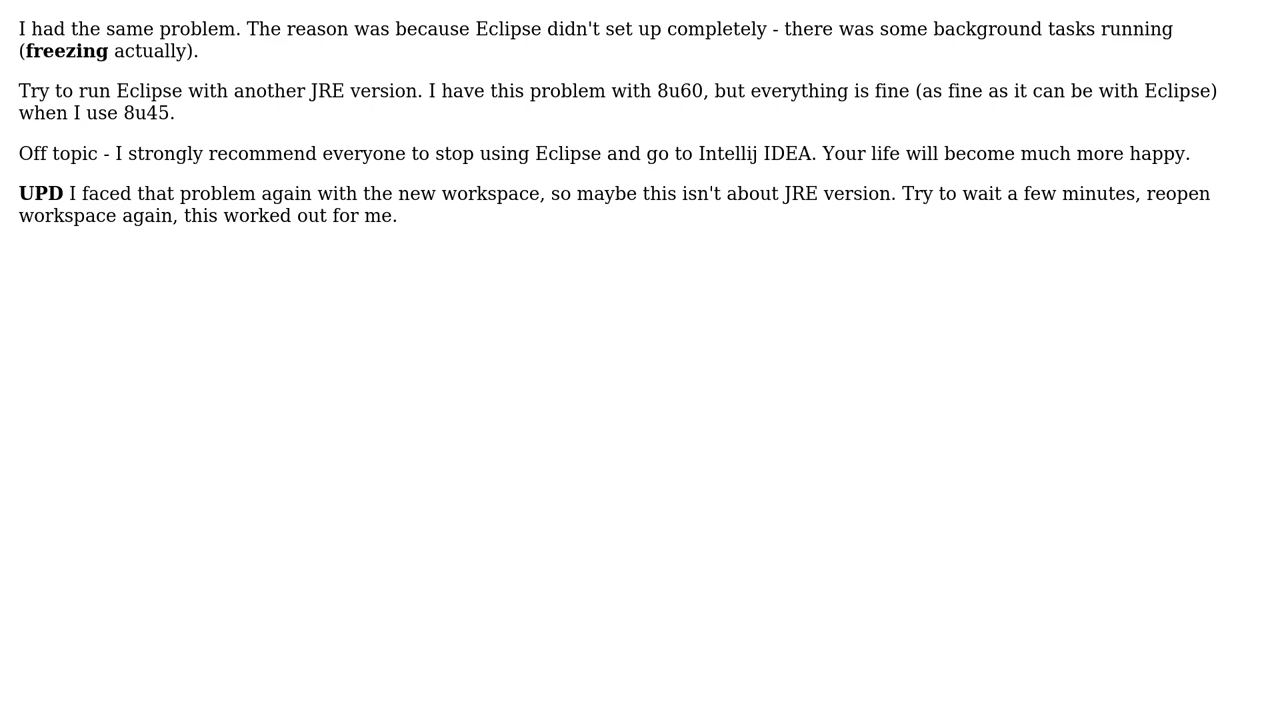 I had the same problem. The reason was because Eclipse didn't set up completely - there was some background tasks running
(freezing actually).
Try to run Eclipse with another JRE version. I have this problem with 8u60, but everything is fine (as fine as it can be with Eclipse)
when I use 8u45.
Off topic - I strongly recommend everyone to stop using Eclipse and go to Intellij IDEA. Your life will become much more happy.
UPD I faced that problem again with the new workspace, so maybe this isn't about JRE version. Try to wait a few minutes, reopen
workspace again, this worked out for me.